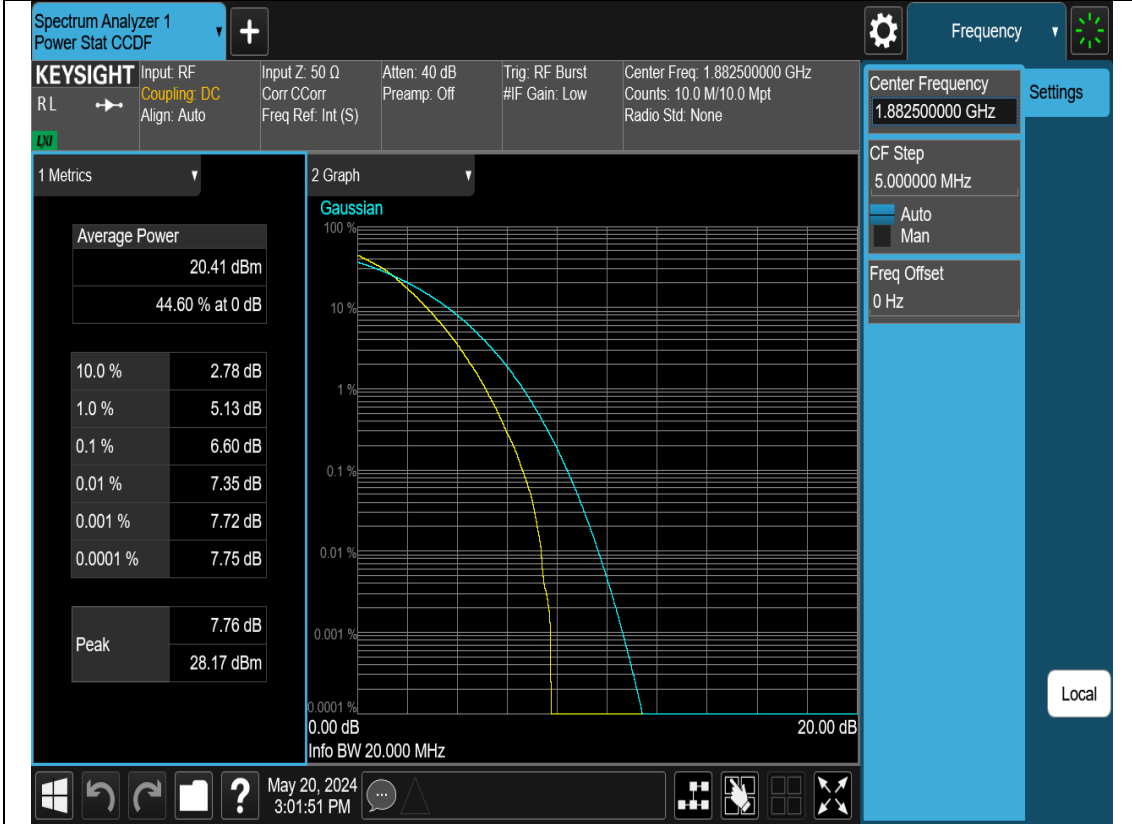 Spectrum Analyzer 1
Power Stat CCDF
Frequency
KEYSIGHT
RL
LXI
Input: RF
Coupling: DC
Align: Auto
Input Z: 50 Ω
Corr CCorr
Freq Ref: Int (S)
Atten: 40 dB
Preamp: Off
Trig: RF Burst
#IF Gain: Low
Center Freq: 1.882500000 GHz
Counts: 10.0 M/10.0 Mpt
Radio Std: None
Center Frequency
1.882500000 GHz
Settings
CF Step
5.000000 MHz
Auto
Man
Freq Offset
0 Hz
1 Metrics
Average Power
20.41 dBm
44.60 % at 0 dB
10.0 % 2.78 dB
1.0 % 5.13 dB
0.1 % 6.60 dB
0.01 % 7.35 dB
0.001 % 7.72 dB
0.0001 % 7.75 dB
Peak
7.76 dB
28.17 dBm
2 Graph
Gaussian
100 %
10 %
1 %
0.1 %
0.01 %
0.001 %
0.0001 %
0.00 dB 20.00 dB
Info BW 20.000 MHz
Local
?
May 20, 2024
3:01:51 PM